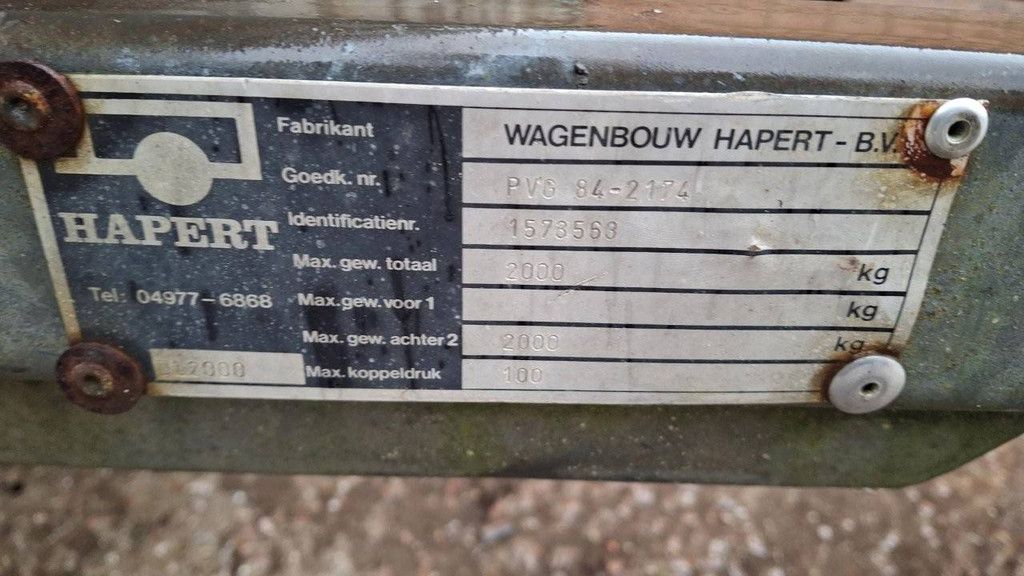 HAPERT
Tel: 04977-6868
Fabrikant WAGENBOUW HAPERT - B.V.
Goedk. nr. PVG 84-2174
Identificatienr. 1573568
Max. gew. totaal 2000 kg
Max. gew. voor 1 kg
Max. gew. achter 2 2000 kg
Max. koppeldruk 100